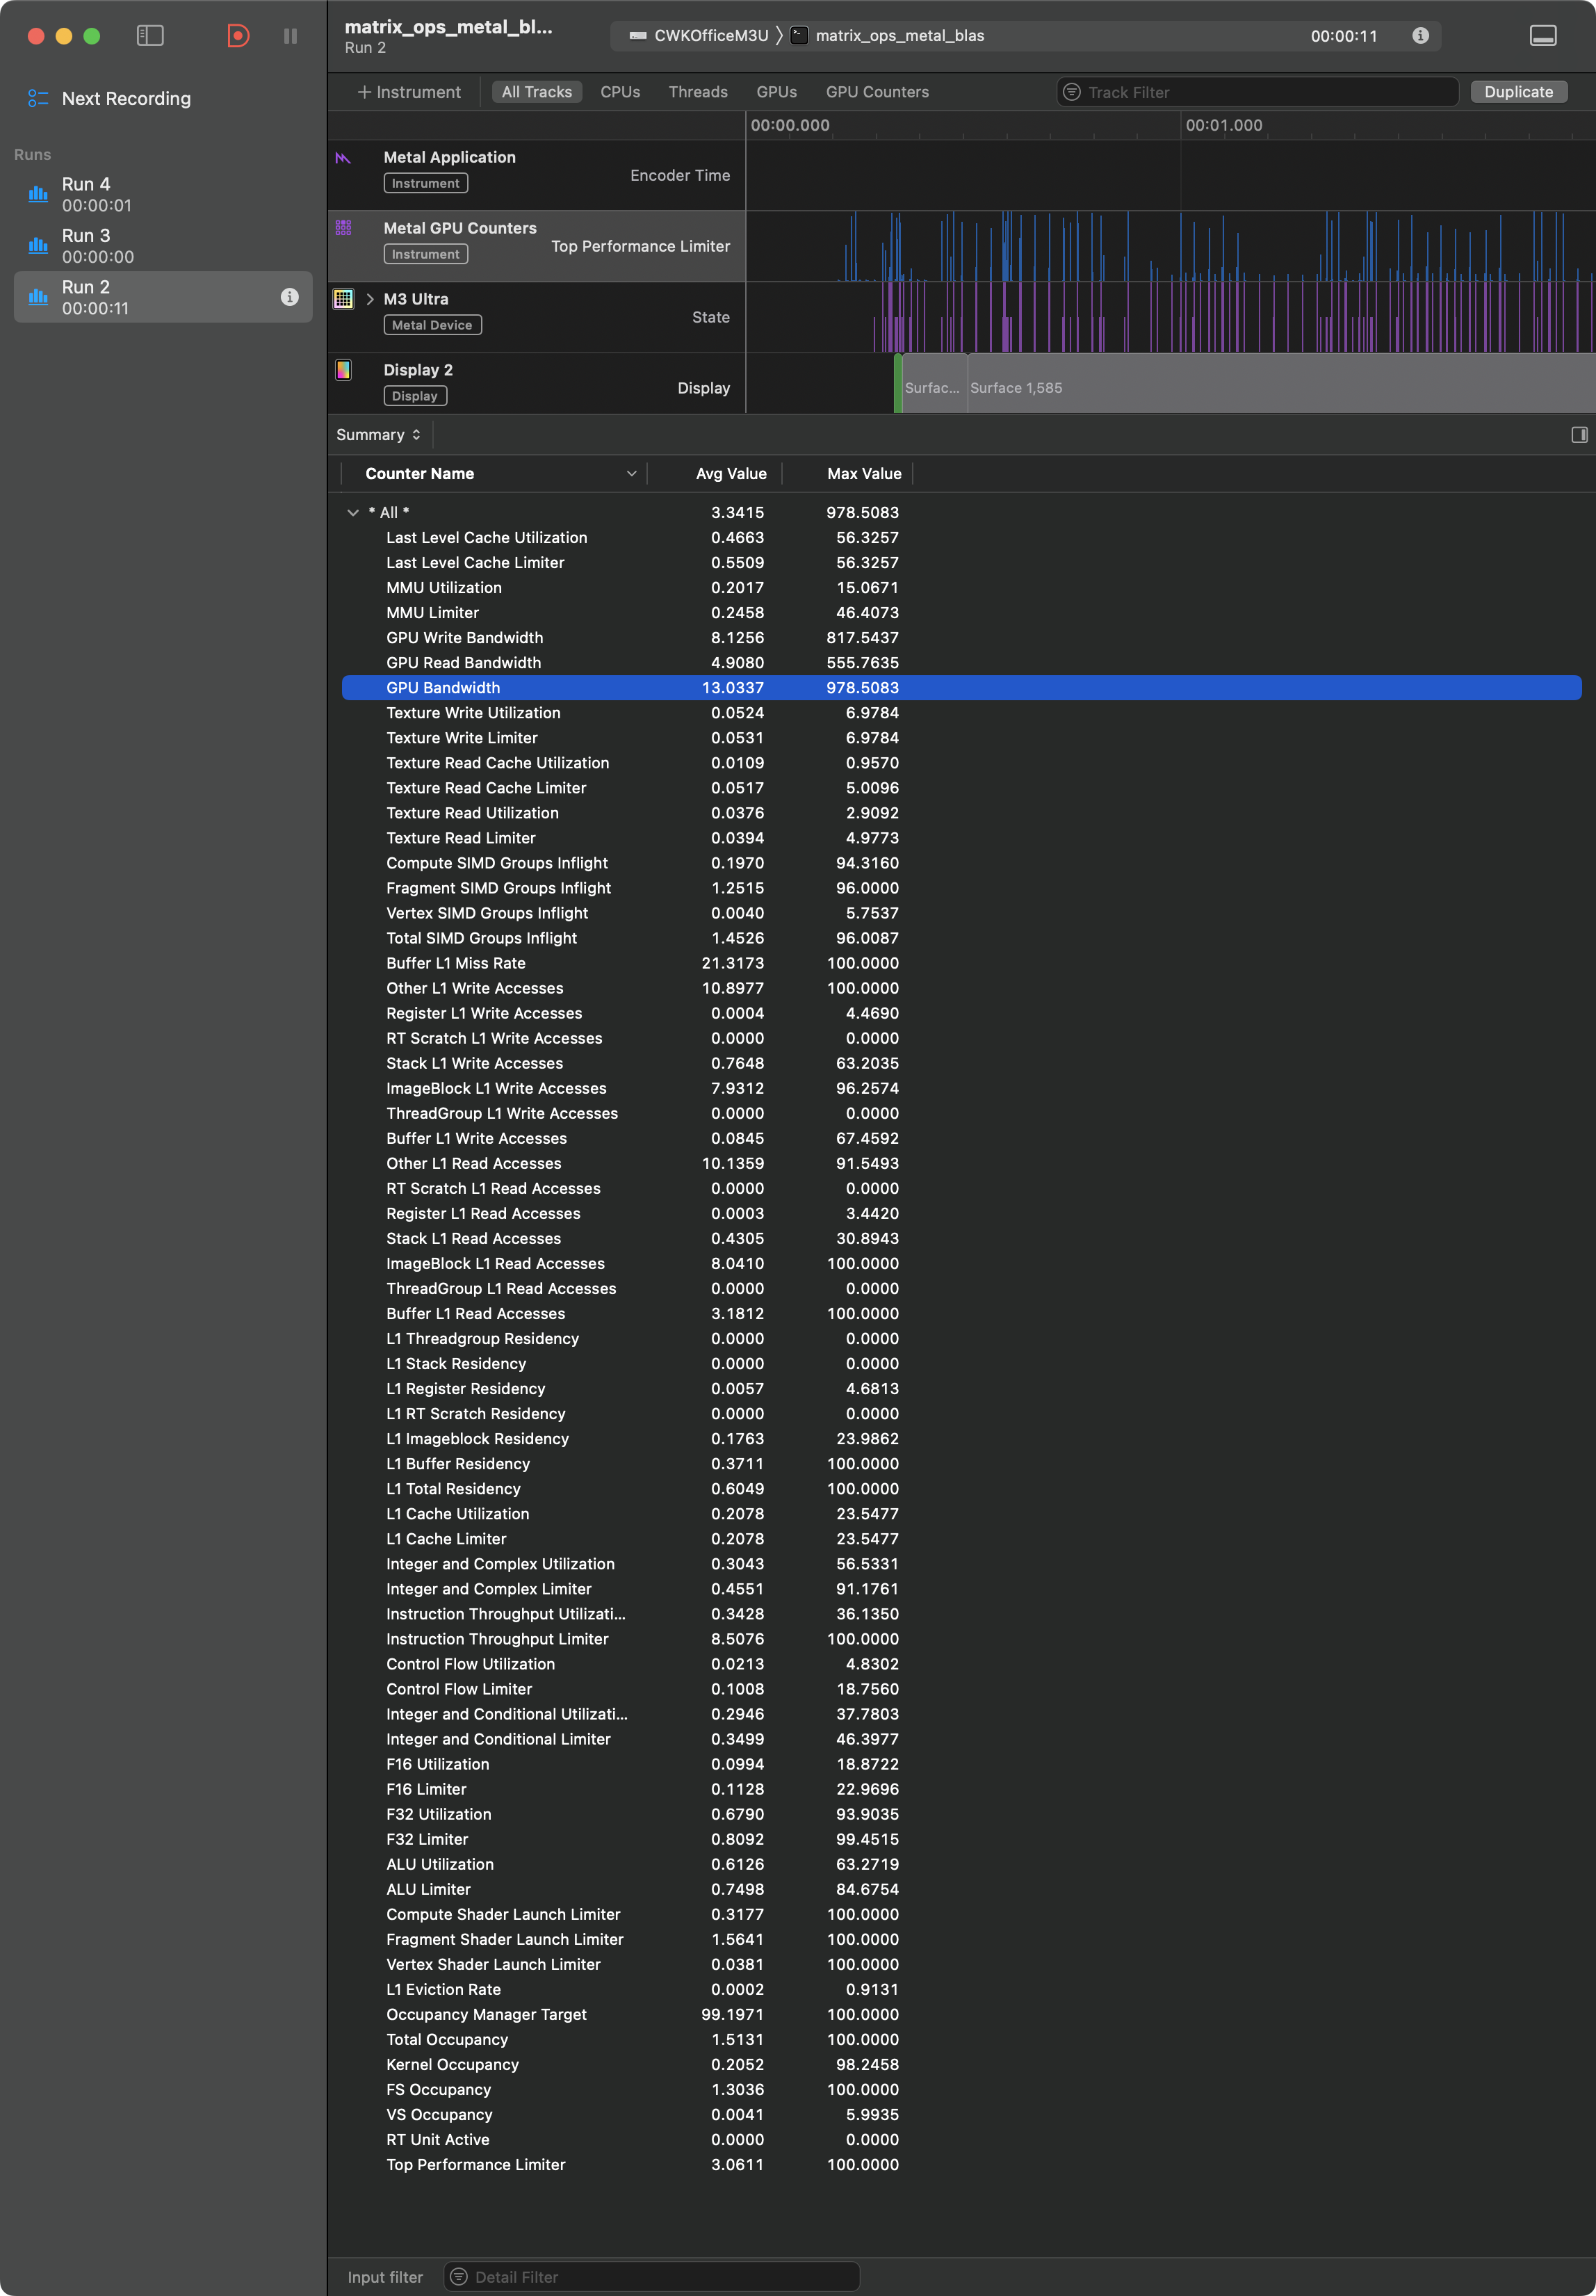 matrix_ops_metal_bl...
Run 2
CWKOfficeM3U
matrix_ops_metal_blas
00:00:11
Next Recording
Runs
Run 4
00:00:01
Run 3
00:00:00
Run 2
00:00:11
+ Instrument
All Tracks
CPUs
Threads
GPUs
GPU Counters
Track Filter
Duplicate
00:00.000
00:01.000
Metal Application
Instrument
Encoder Time
Metal GPU Counters
Instrument
Top Performance Limiter
M3 Ultra
Metal Device
State
Display 2
Display
Display
Surfac...
Surface 1,585
Summary
Counter Name Avg Value Max Value
* All * 3.3415 978.5083
Last Level Cache Utilization 0.4663 56.3257
Last Level Cache Limiter 0.5509 56.3257
MMU Utilization 0.2017 15.0671
MMU Limiter 0.2458 46.4073
GPU Write Bandwidth 8.1256 817.5437
GPU Read Bandwidth 4.9080 555.7635
GPU Bandwidth 13.0337 978.5083
Texture Write Utilization 0.0524 6.9784
Texture Write Limiter 0.0531 6.9784
Texture Read Cache Utilization 0.0109 0.9570
Texture Read Cache Limiter 0.0517 5.0096
Texture Read Utilization 0.0376 2.9092
Texture Read Limiter 0.0394 4.9773
Compute SIMD Groups Inflight 0.1970 94.3160
Fragment SIMD Groups Inflight 1.2515 96.0000
Vertex SIMD Groups Inflight 0.0040 5.7537
Total SIMD Groups Inflight 1.4526 96.0087
Buffer L1 Miss Rate 21.3173 100.0000
Other L1 Write Accesses 10.8977 100.0000
Register L1 Write Accesses 0.0004 4.4690
RT Scratch L1 Write Accesses 0.0000 0.0000
Stack L1 Write Accesses 0.7648 63.2035
ImageBlock L1 Write Accesses 7.9312 96.2574
ThreadGroup L1 Write Accesses 0.0000 0.0000
Buffer L1 Write Accesses 0.0845 67.4592
Other L1 Read Accesses 10.1359 91.5493
RT Scratch L1 Read Accesses 0.0000 0.0000
Register L1 Read Accesses 0.0003 3.4420
Stack L1 Read Accesses 0.4305 30.8943
ImageBlock L1 Read Accesses 8.0410 100.0000
ThreadGroup L1 Read Accesses 0.0000 0.0000
Buffer L1 Read Accesses 3.1812 100.0000
L1 Threadgroup Residency 0.0000 0.0000
L1 Stack Residency 0.0000 0.0000
L1 Register Residency 0.0057 4.6813
L1 RT Scratch Residency 0.0000 0.0000
L1 Imageblock Residency 0.1763 23.9862
L1 Buffer Residency 0.3711 100.0000
L1 Total Residency 0.6049 100.0000
L1 Cache Utilization 0.2078 23.5477
L1 Cache Limiter 0.2078 23.5477
Integer and Complex Utilization 0.3043 56.5331
Integer and Complex Limiter 0.4551 91.1761
Instruction Throughput Utilizati... 0.3428 36.1350
Instruction Throughput Limiter 8.5076 100.0000
Control Flow Utilization 0.0213 4.8302
Control Flow Limiter 0.1008 18.7560
Integer and Conditional Utilizati... 0.2946 37.7803
Integer and Conditional Limiter 0.3499 46.3977
F16 Utilization 0.0994 18.8722
F16 Limiter 0.1128 22.9696
F32 Utilization 0.6790 93.9035
F32 Limiter 0.8092 99.4515
ALU Utilization 0.6126 63.2719
ALU Limiter 0.7498 84.6754
Compute Shader Launch Limiter 0.3177 100.0000
Fragment Shader Launch Limiter 1.5641 100.0000
Vertex Shader Launch Limiter 0.0381 100.0000
L1 Eviction Rate 0.0002 0.9131
Occupancy Manager Target 99.1971 100.0000
Total Occupancy 1.5131 100.0000
Kernel Occupancy 0.2052 98.2458
FS Occupancy 1.3036 100.0000
VS Occupancy 0.0041 5.9935
RT Unit Active 0.0000 0.0000
Top Performance Limiter 3.0611 100.0000
Input filter
Detail Filter